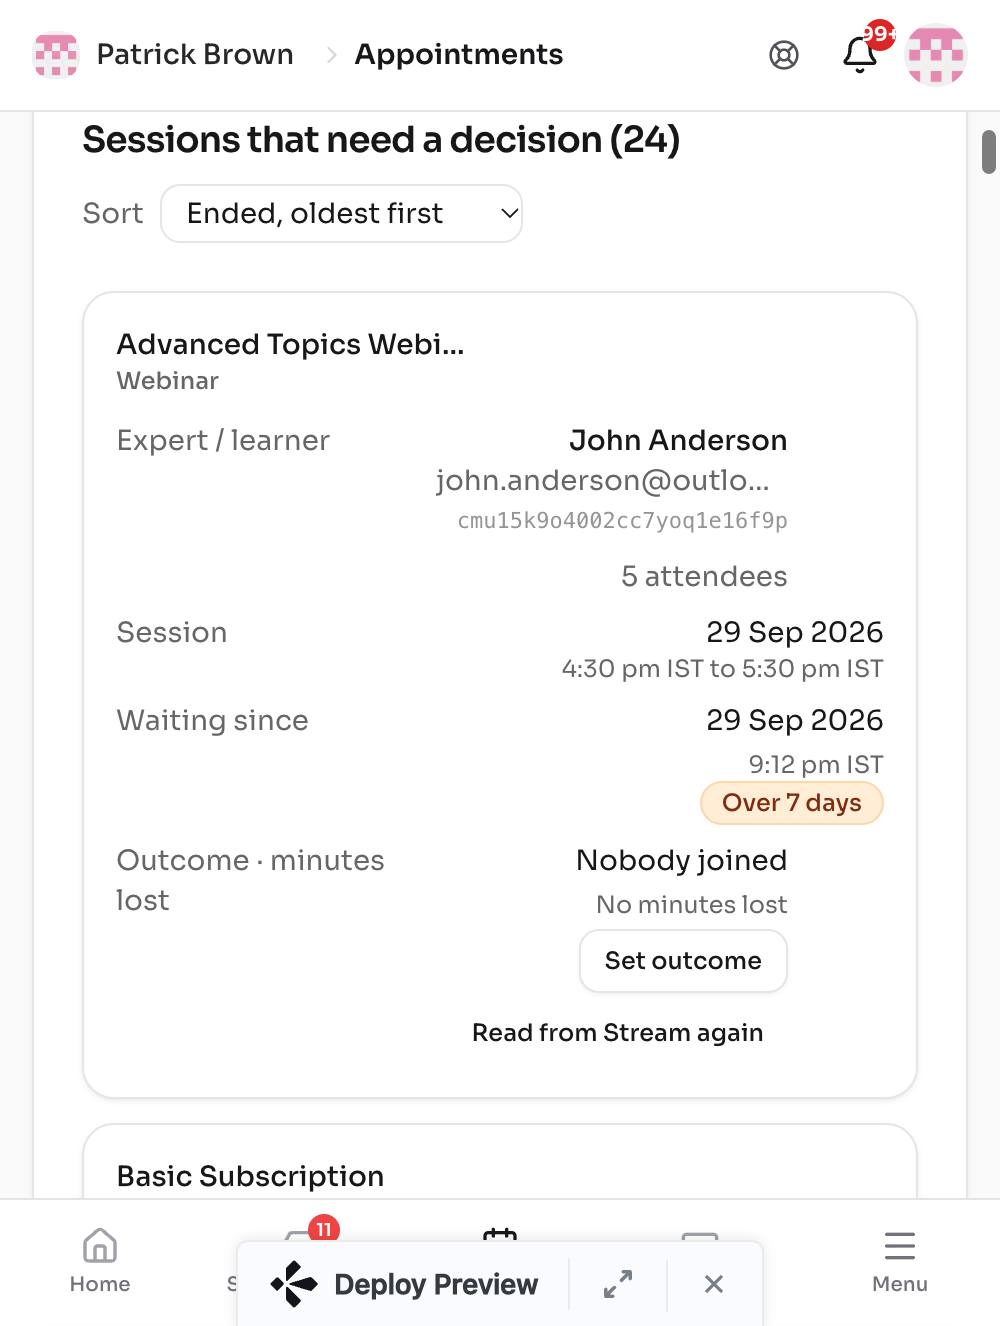 Patrick Brown > Appointments
99+
Sessions that need a decision (24)
Sort Ended, oldest first
Advanced Topics Webi...
Webinar
Expert / learner
John Anderson
john.anderson@outlo...
cmu15k9o4002cc7yoq1e16f9p
5 attendees
Session
29 Sep 2026
4:30 pm IST to 5:30 pm IST
Waiting since
29 Sep 2026
9:12 pm IST
Over 7 days
Outcome · minutes
lost
Nobody joined
No minutes lost
Set outcome
Read from Stream again
Basic Subscription
11
Home
Menu
Deploy Preview